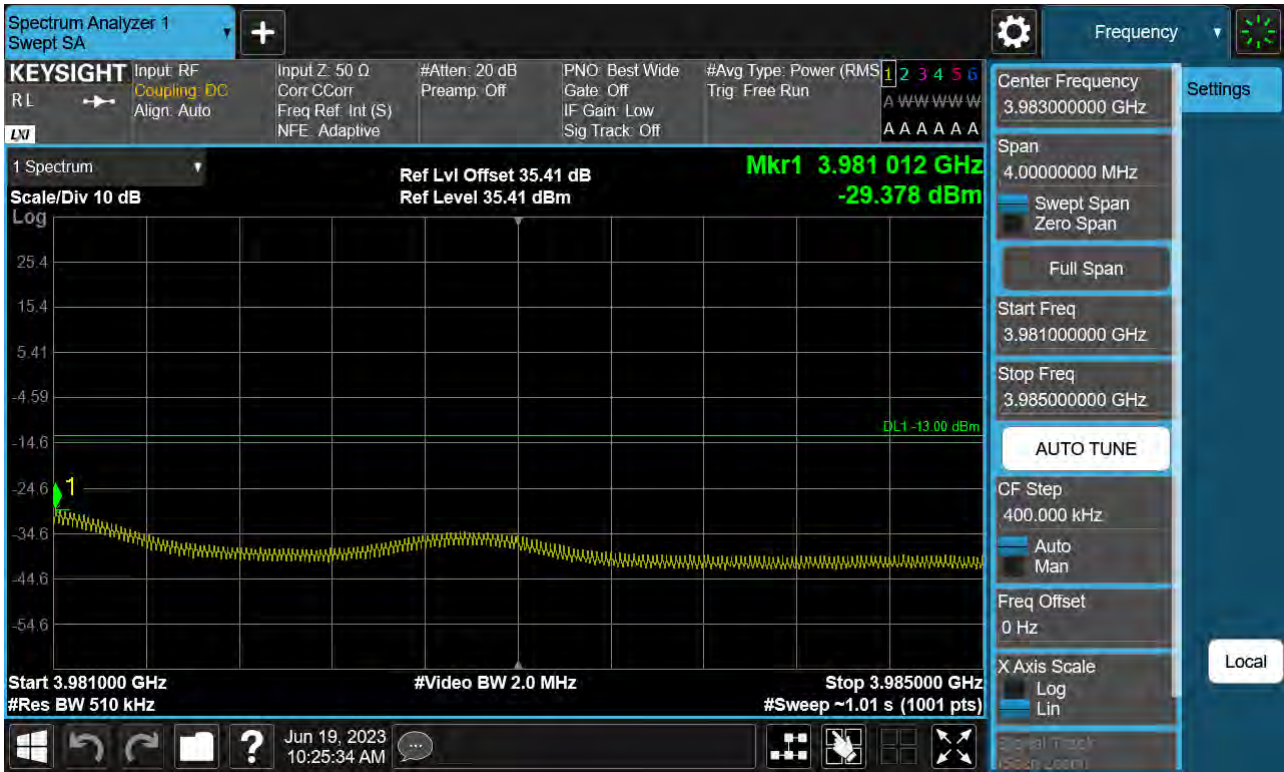 Spectrum Analyzer 1
Swept SA
Frequency
KEYSIGHT
RL
LXI
Input: RF
Coupling: DC
Align: Auto
Input Z: 50 Ω
Corr CCorr
Freq Ref: Int (S)
NFE: Adaptive
#Atten: 20 dB
Preamp: Off
PNO: Best Wide
Gate: Off
IF Gain: Low
Sig Track: Off
#Avg Type: Power (RMS
Trig: Free Run
1 2 3 4 5 6
A W W W W W
A A A A A A
1 Spectrum
Scale/Div 10 dB
Log
Ref Lvl Offset 35.41 dB
Ref Level 35.41 dBm
Mkr1 3.981 012 GHz
-29.378 dBm
25.4
15.4
5.41
-4.59
DL1 -13.00 dBm
-14.6
-24.6
1
-34.6
-44.6
-54.6
Start 3.981000 GHz
#Res BW 510 kHz
#Video BW 2.0 MHz
Stop 3.985000 GHz
#Sweep ~1.01 s (1001 pts)
Center Frequency
3.983000000 GHz
Settings
Span
4.00000000 MHz
Swept Span
Zero Span
Full Span
Start Freq
3.981000000 GHz
Stop Freq
3.985000000 GHz
AUTO TUNE
CF Step
400.000 kHz
Auto
Man
Freq Offset
0 Hz
X Axis Scale
Log
Lin
Local
Signal Track
(Span Zoom)
?
Jun 19, 2023
10:25:34 AM